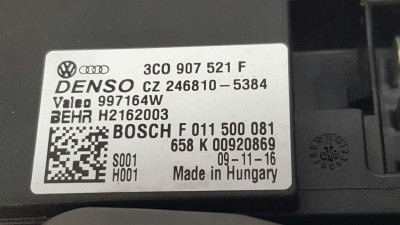 3C0 907 521 F
DENSO CZ 246810-5384
Valeo 997164W
BEHR H2162003
BOSCH F 011 500 081
658 K 00920869
S001 09-11-16
H001 Made in Hungary